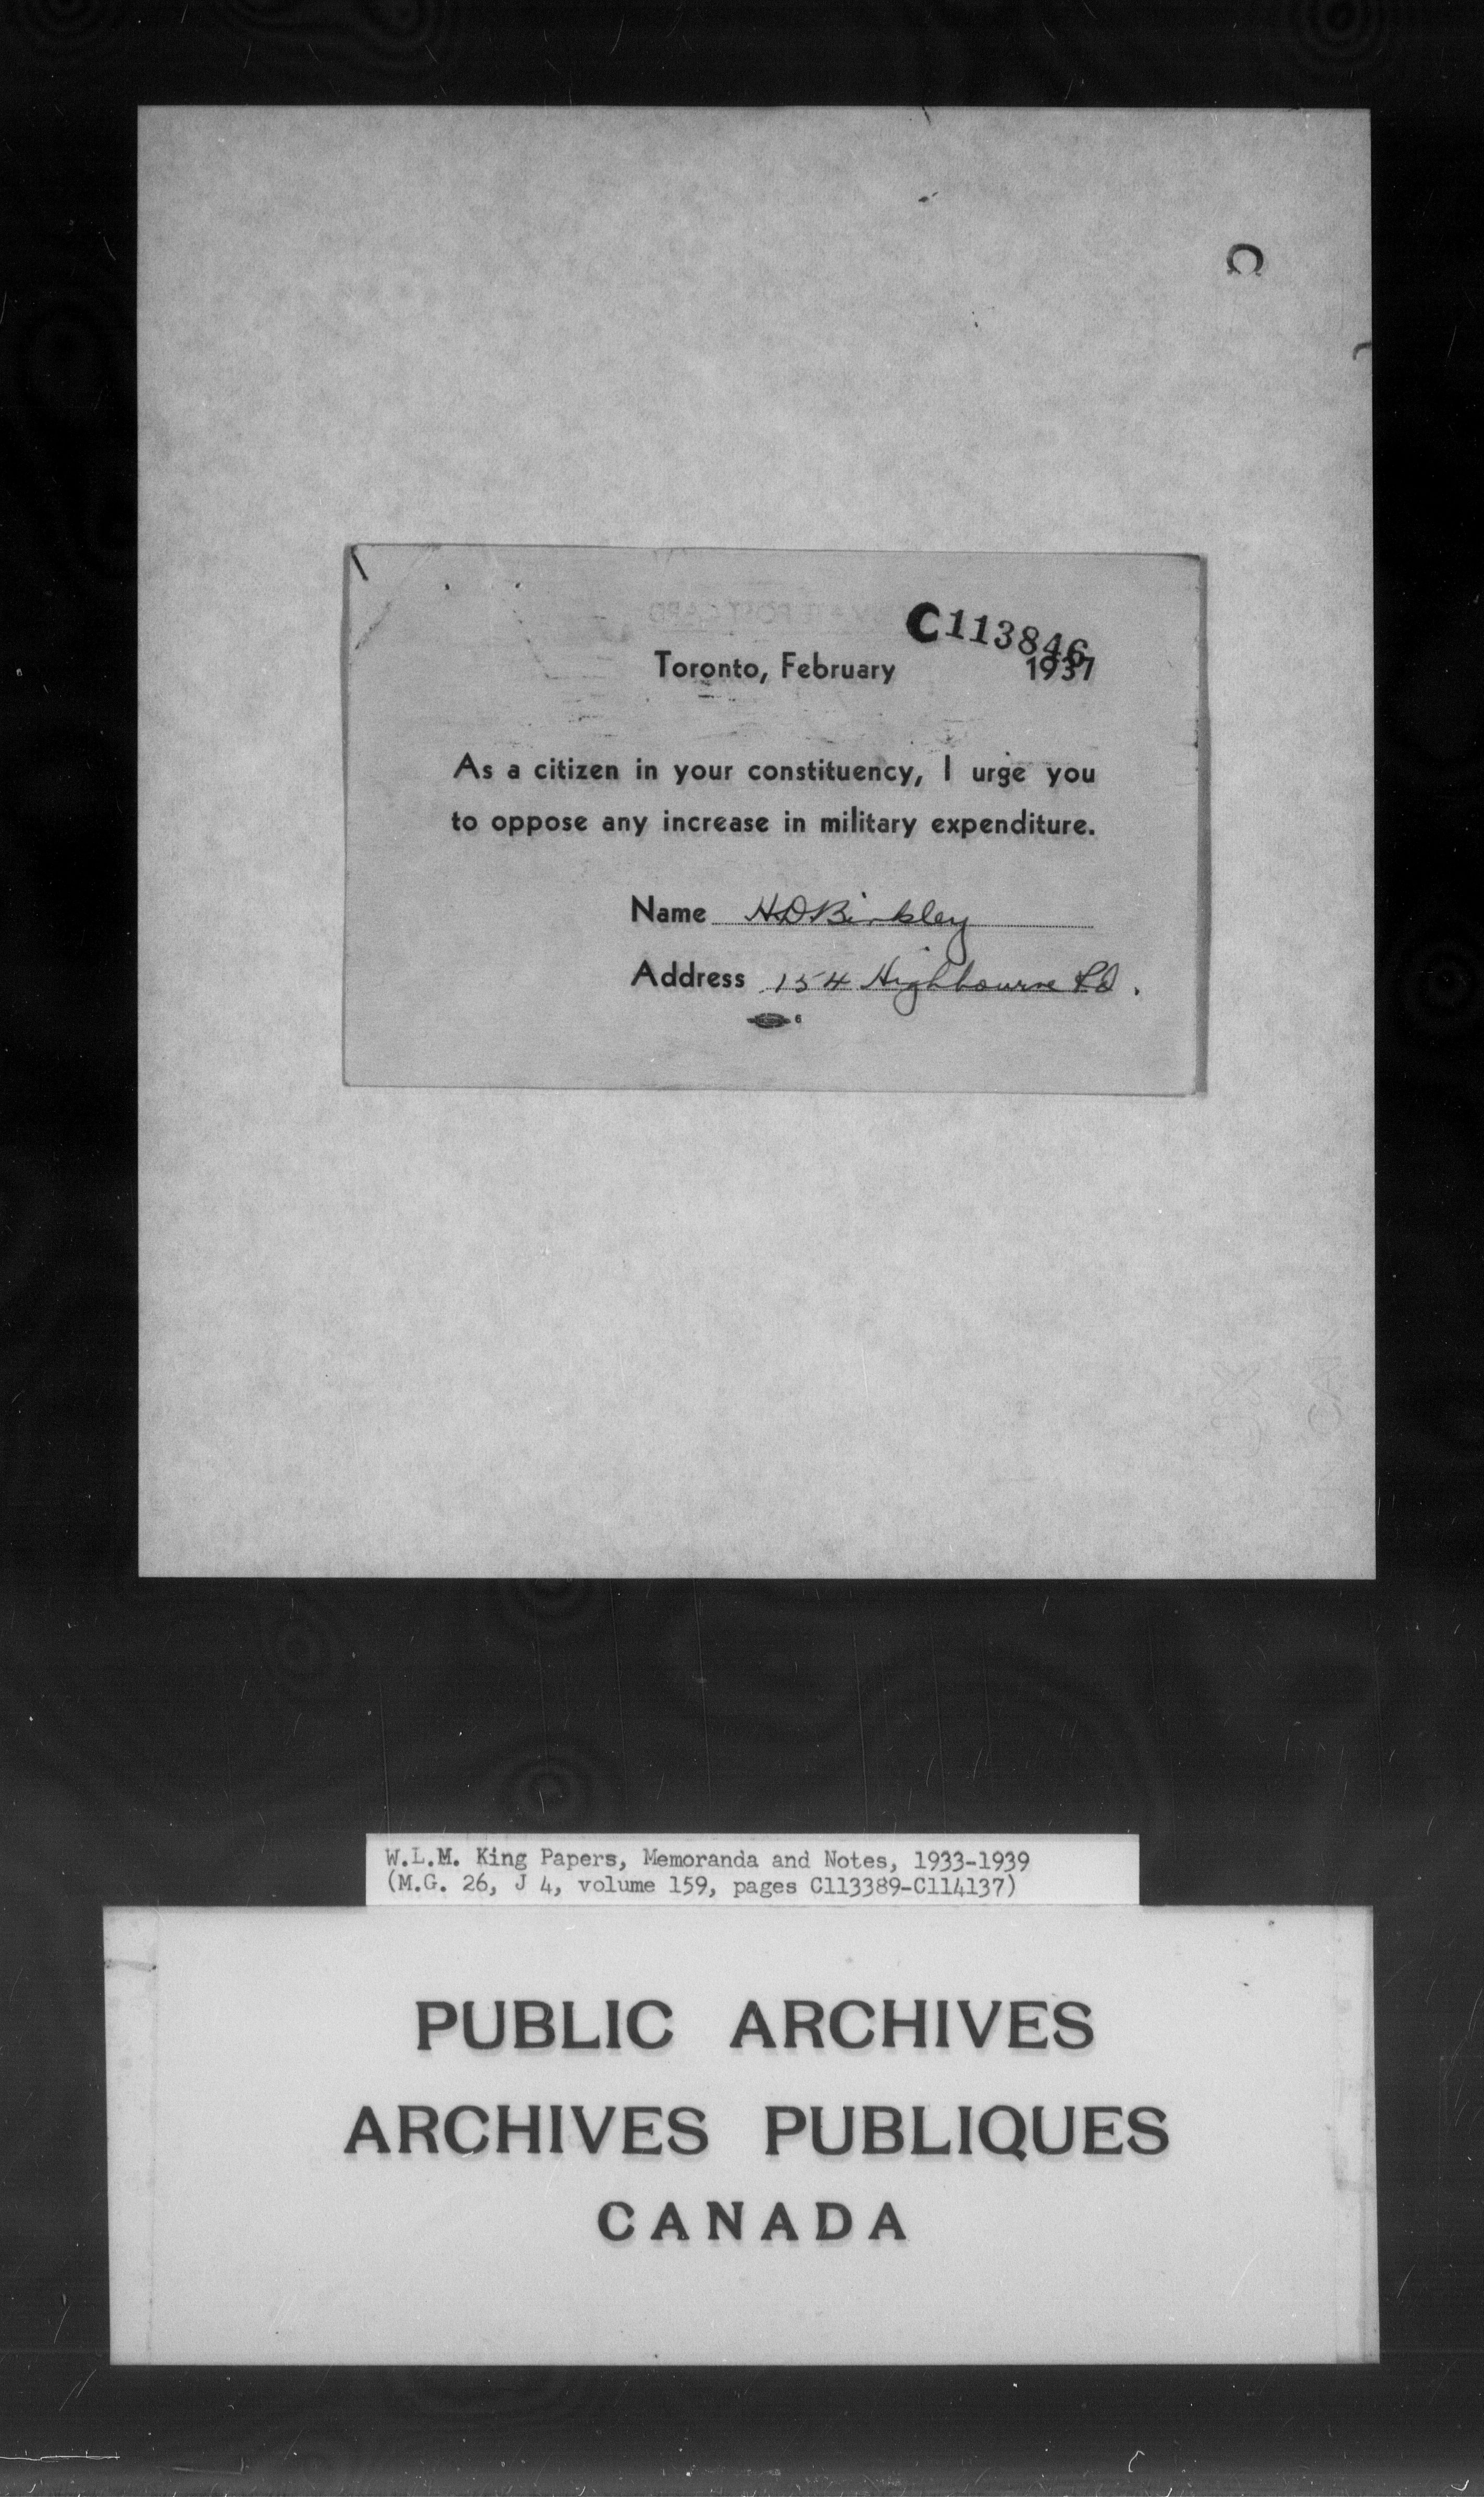 C113846
Toronto, February 1937
As a citizen in your constituency, I urge you
to oppose any increase in military expenditure.
Name H.D. Binkley
Address 154 Highbourne Rd.
6
W.L.M. King Papers, Memoranda and Notes, 1933-1939
(M.G. 26, J 4, volume 159, pages C113389-C114137)
PUBLIC ARCHIVES
ARCHIVES PUBLIQUES
CANADA